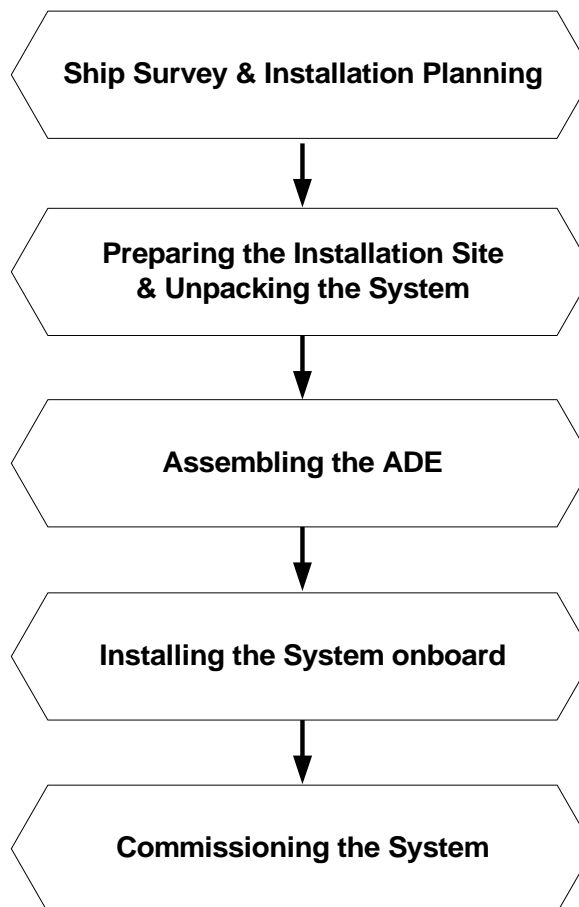 Ship Survey & Installation Planning
Preparing the Installation Site
& Unpacking the System
Assembling the ADE
Installing the System onboard
Commissioning the System